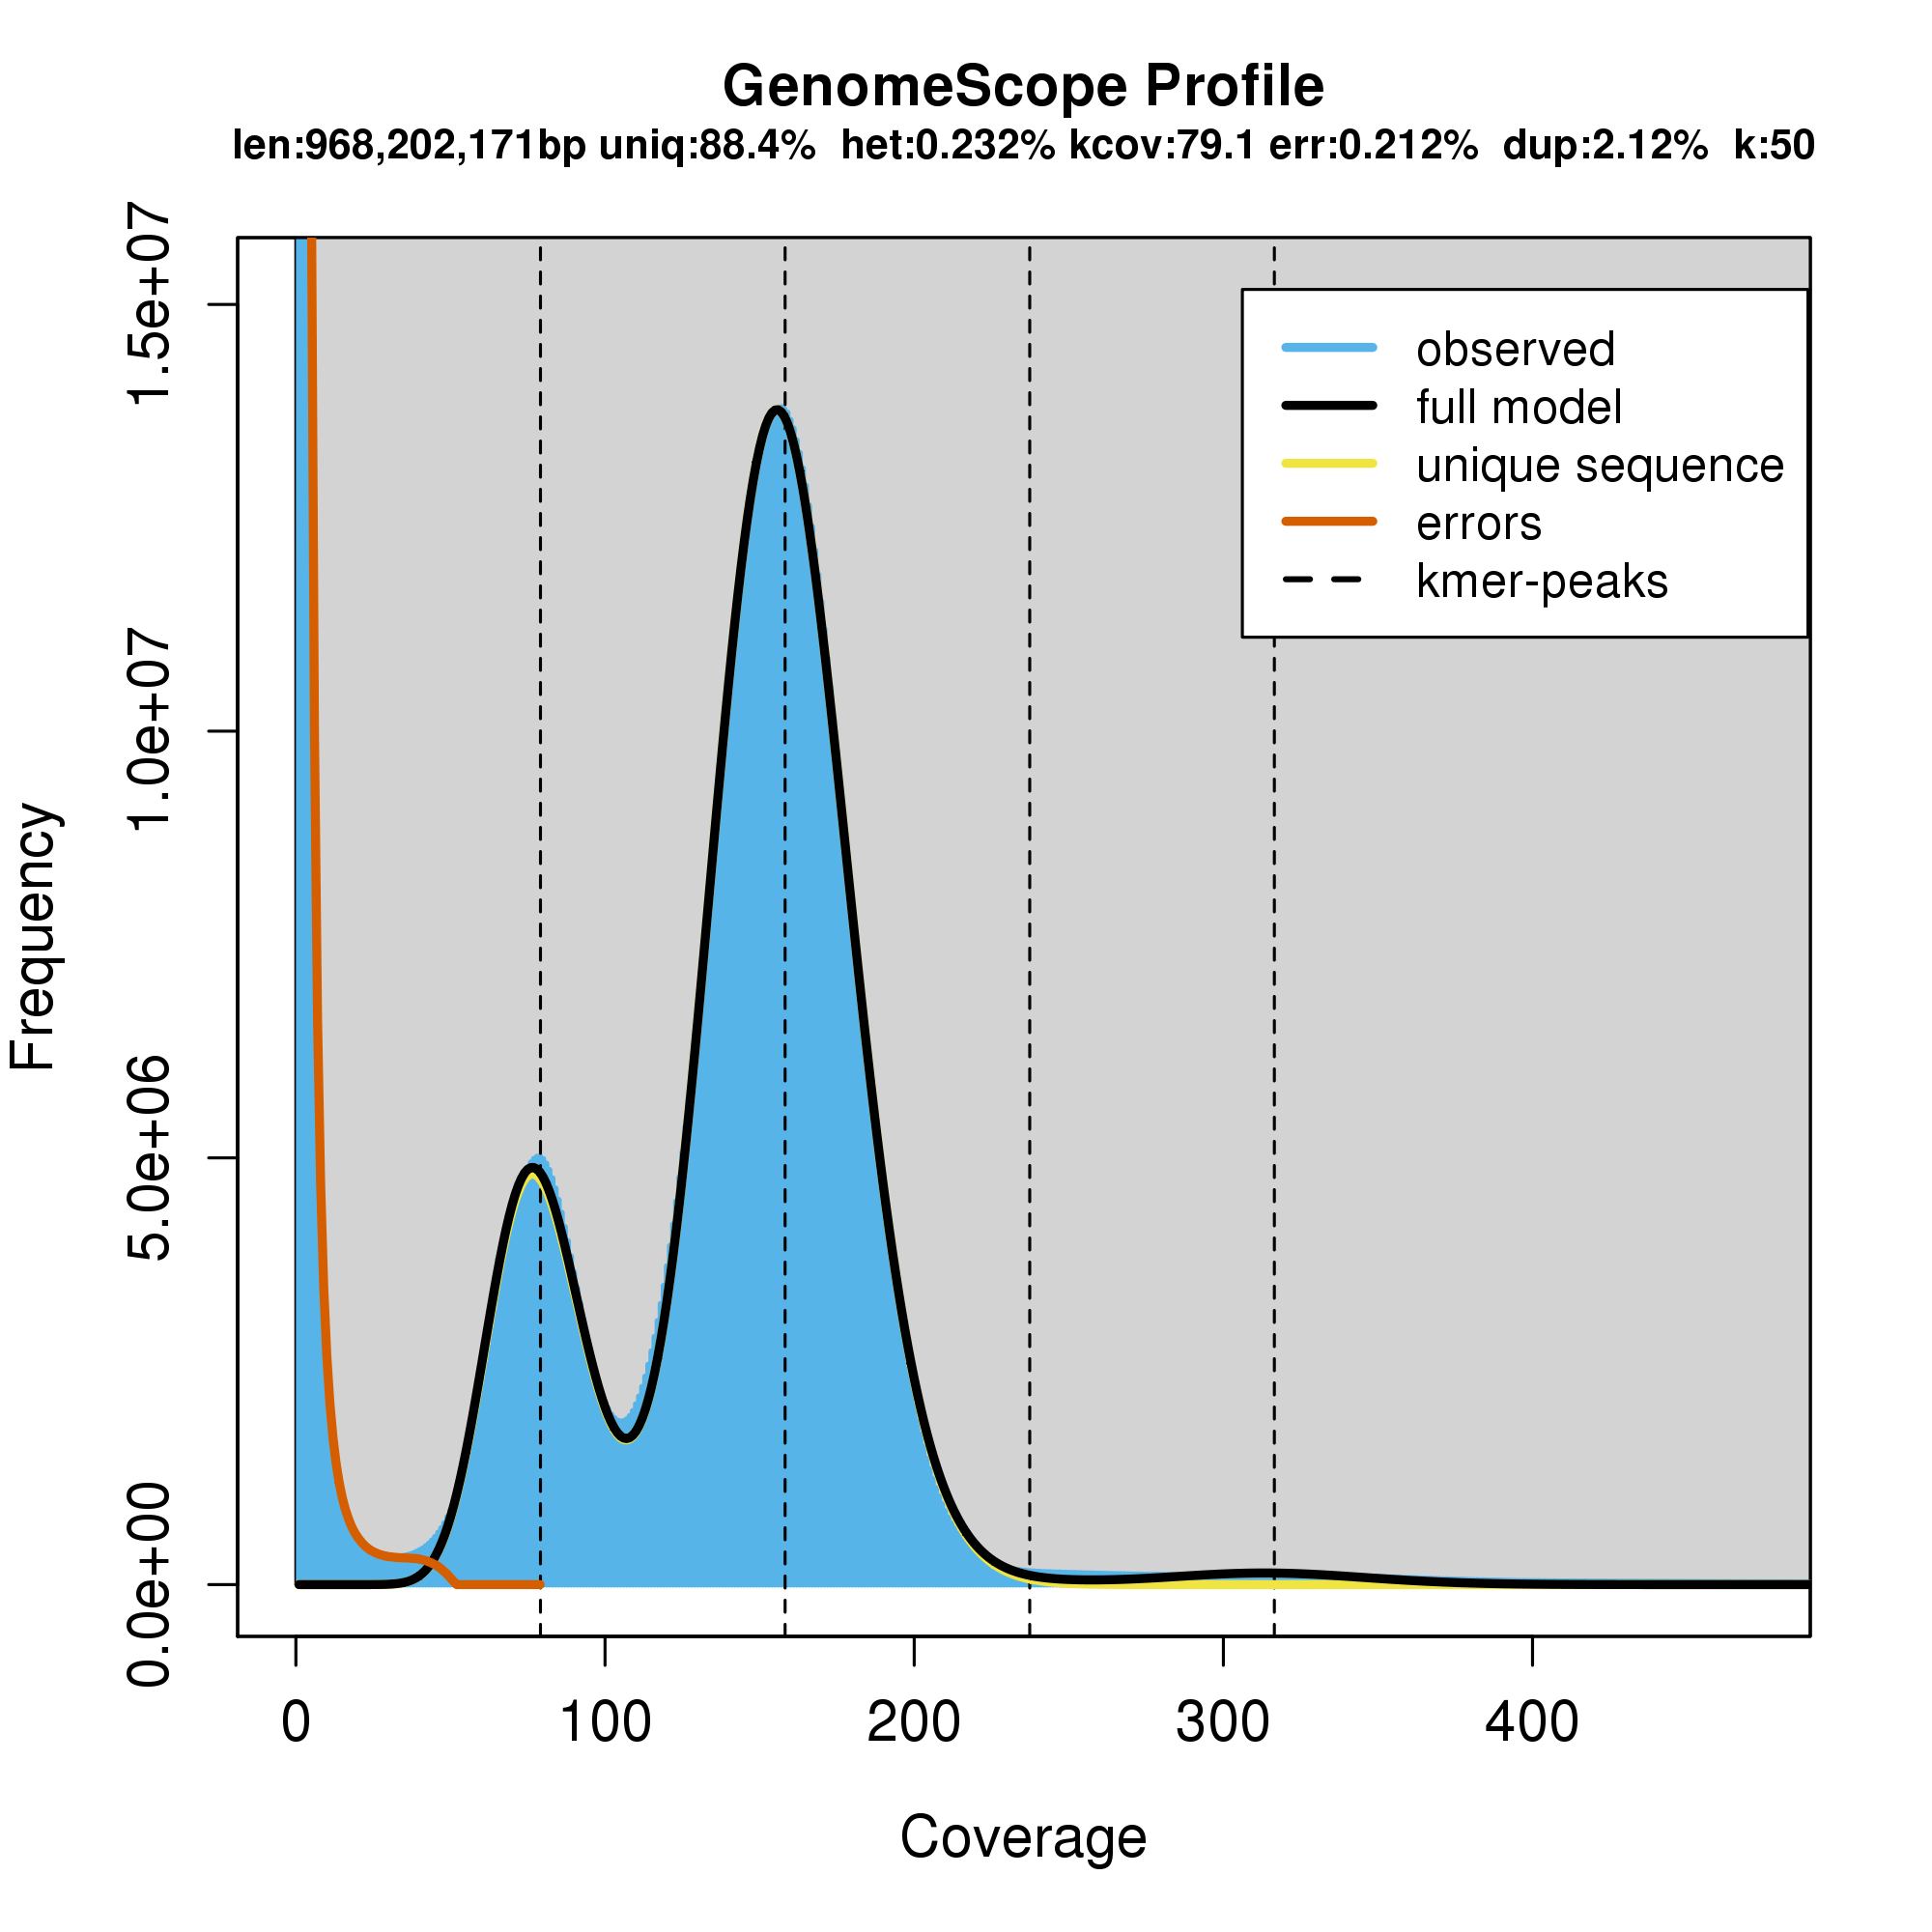 GenomeScope Profile
len:968,202,171bp uniq:88.4% het:0.232% kcov:79.1 err:0.212% dup:2.12% k:50
1.5e+07
1.0e+07
5.0e+06
0.0e+00
Frequency
observed
full model
unique sequence
errors
kmer-peaks
0 100 200 300 400
Coverage